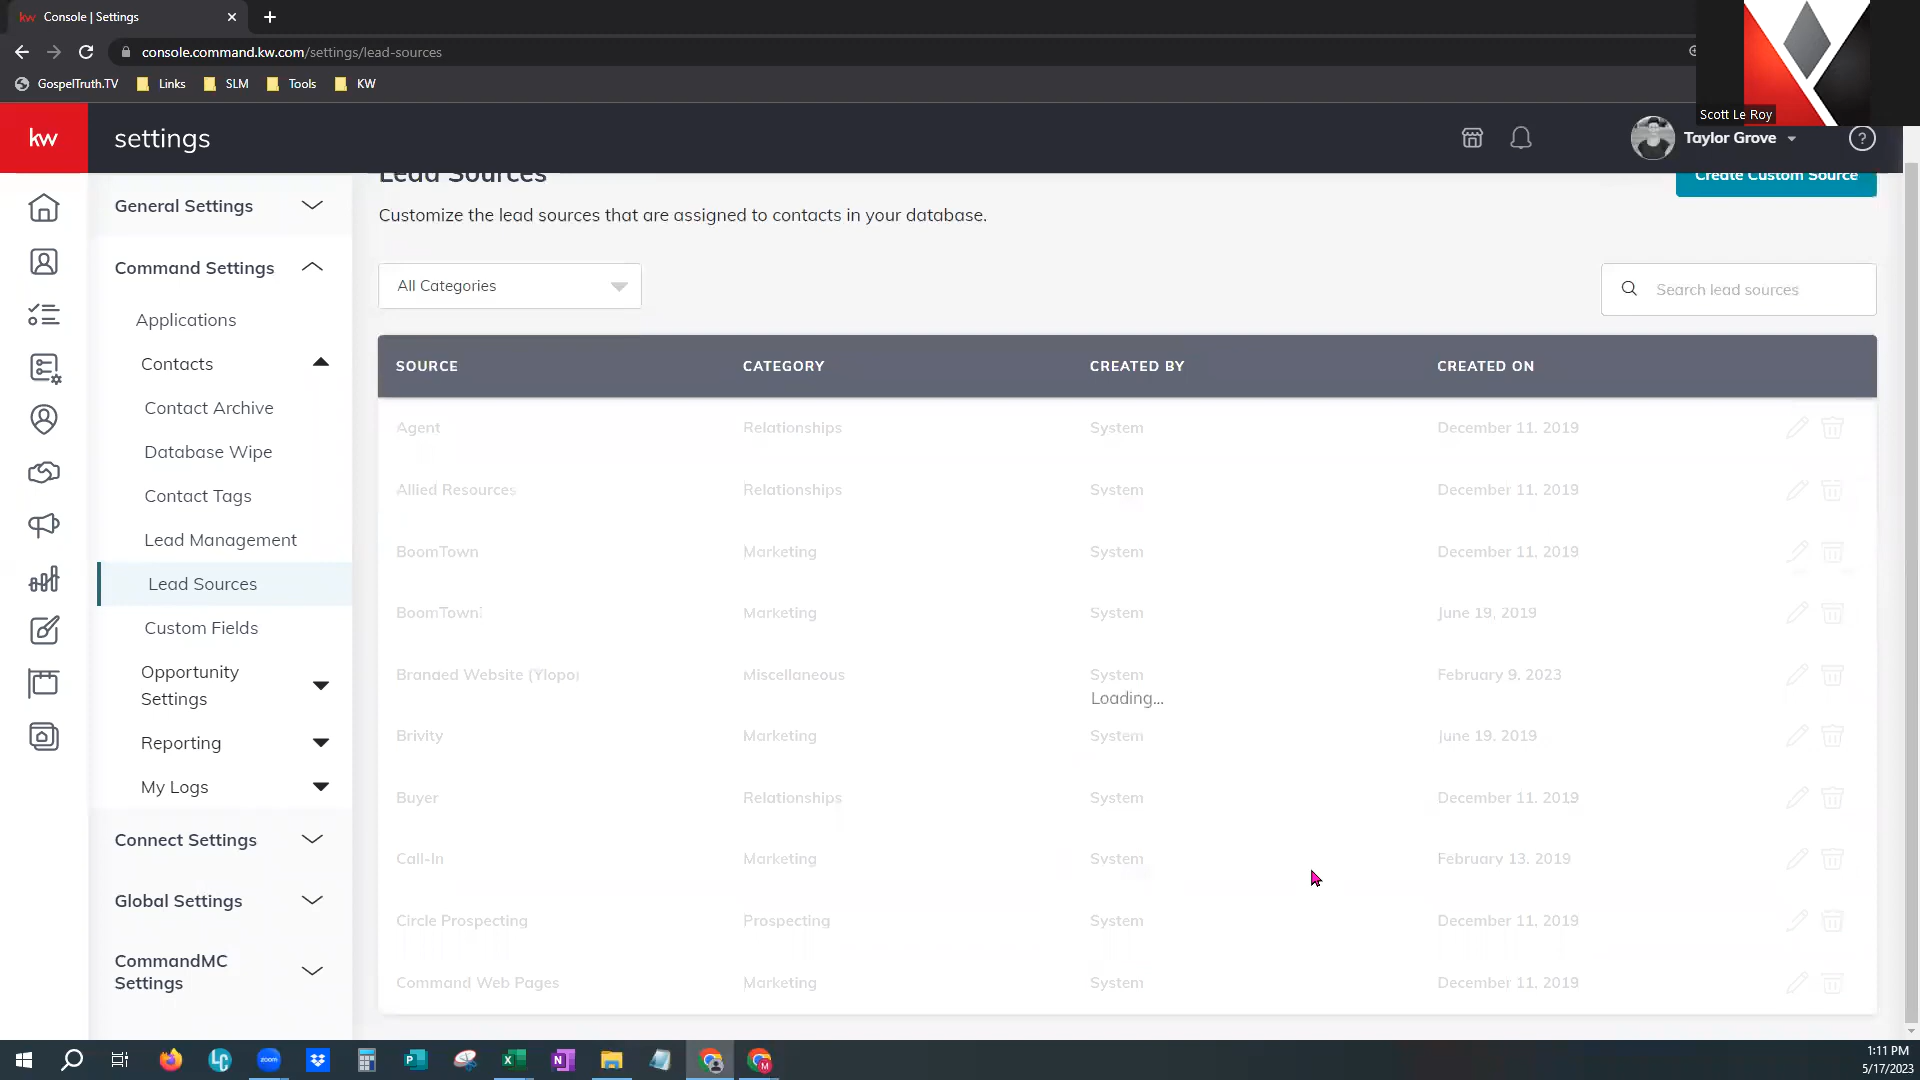 kw Console | Settings
console.command.kw.com/settings/lead-sources
GospelTruth.TV Links SLM Tools KW
Scott Le Roy
kw settings Taylor Grove ?
General Settings
Command Settings
Applications
Contacts
Contact Archive
Database Wipe
Contact Tags
Lead Management
Lead Sources
Custom Fields
Opportunity
Settings
Reporting
My Logs
Connect Settings
Global Settings
CommandMC
Settings
Lead Sources
Create Custom Source
Customize the lead sources that are assigned to contacts in your database.
All Categories
Search lead sources
SOURCE CATEGORY CREATED BY CREATED ON
Agent Relationships System December 11, 2019
Allied Resources Relationships System December 11, 2019
BoomTown Marketing System December 11, 2019
BoomTown! Marketing System June 19, 2019
Branded Website (Ylopo) Miscellaneous System February 9, 2023
Loading...
Brivity Marketing System June 19, 2019
Buyer Relationships System December 11, 2019
Call-In Marketing System February 13, 2019
Circle Prospecting Prospecting System December 11, 2019
Command Web Pages Marketing System December 11, 2019
1:11 PM
5/17/2023